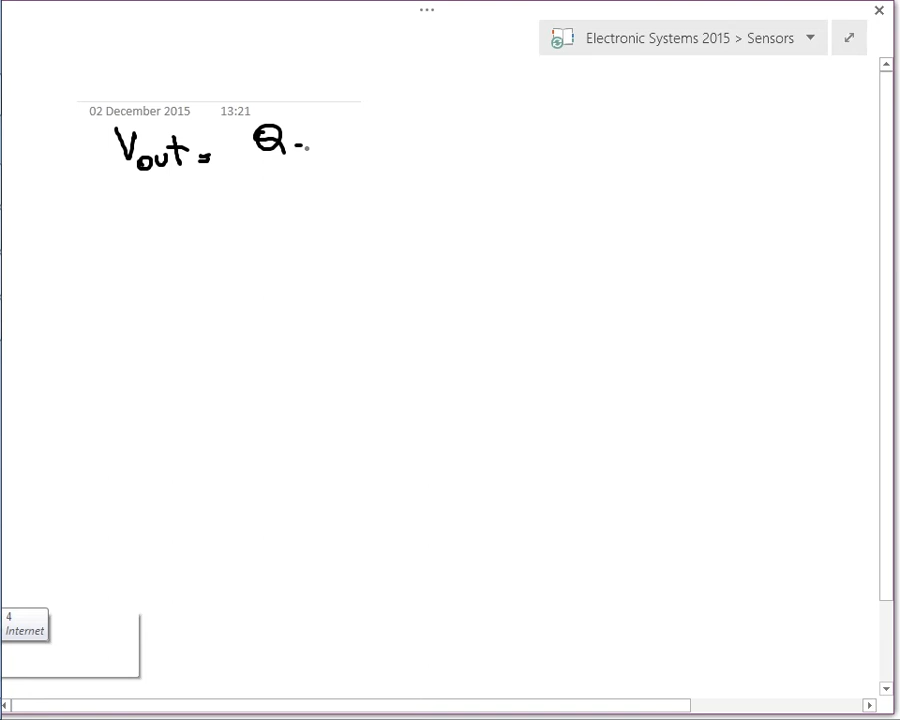 ...
Electronic Systems 2015 > Sensors
02 December 2015 13:21
Vout =
4
Internet